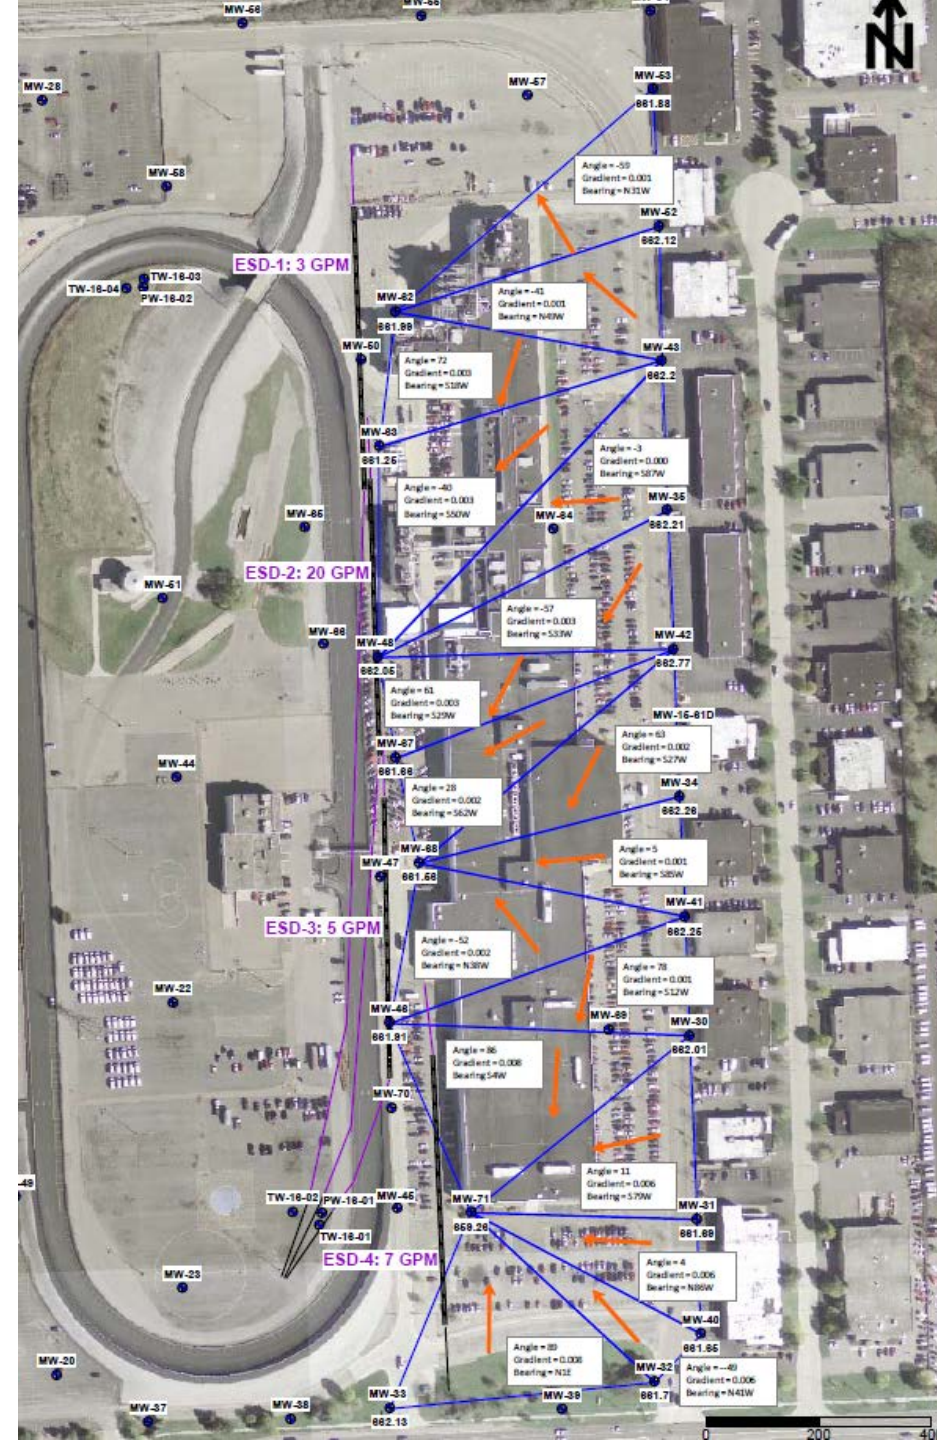 MW-56
MW-55
N
MW-57
MW-53
661.88
MW-28
MW-58
Angle = -59
Gradient = 0.001
Bearing = N31W
MW-52
662.12
ESD-1: 3 GPM
TW-16-03
TW-16-04
PW-16-02
MW-62
661.99
Angle = -41
Gradient = 0.001
Bearing = N49W
MW-50
MW-43
662.2
Angle = 72
Gradient = 0.003
Bearing = S18W
MW-63
661.25
Angle = -3
Gradient = 0.000
Bearing = S87W
Angle = -40
Gradient = 0.003
Bearing = S50W
MW-35
662.21
MW-64
MW-65
ESD-2: 20 GPM
MW-51
Angle = -57
Gradient = 0.003
Bearing = S33W
MW-66
MW-48
662.05
MW-42
662.77
Angle = 61
Gradient = 0.003
Bearing = S29W
MW-15-61D
MW-67
661.66
Angle = 63
Gradient = 0.002
Bearing = S27W
MW-44
Angle = 28
Gradient = 0.002
Bearing = S62W
MW-34
662.26
MW-68
661.56
MW-47
Angle = 5
Gradient = 0.001
Bearing = S85W
MW-41
662.25
ESD-3: 5 GPM
Angle = -52
Gradient = 0.002
Bearing = N38W
Angle = 78
Gradient = 0.001
Bearing = S12W
MW-22
MW-46
661.91
MW-69
MW-30
662.01
Angle = 86
Gradient = 0.008
Bearing S4W
MW-70
Angle = 11
Gradient = 0.006
Bearing = S79W
49
TW-16-02
PW-16-01
MW-45
MW-71
659.26
MW-31
661.69
TW-16-01
ESD-4: 7 GPM
Angle = 4
Gradient = 0.006
Bearing = N86W
MW-23
MW-40
661.65
Angle = 89
Gradient = 0.008
Bearing = N1E
MW-20
MW-32
661.7
Angle = --49
Gradient = 0.006
Bearing = N41W
MW-33
662.13
MW-39
MW-37
MW-38
0 200 40